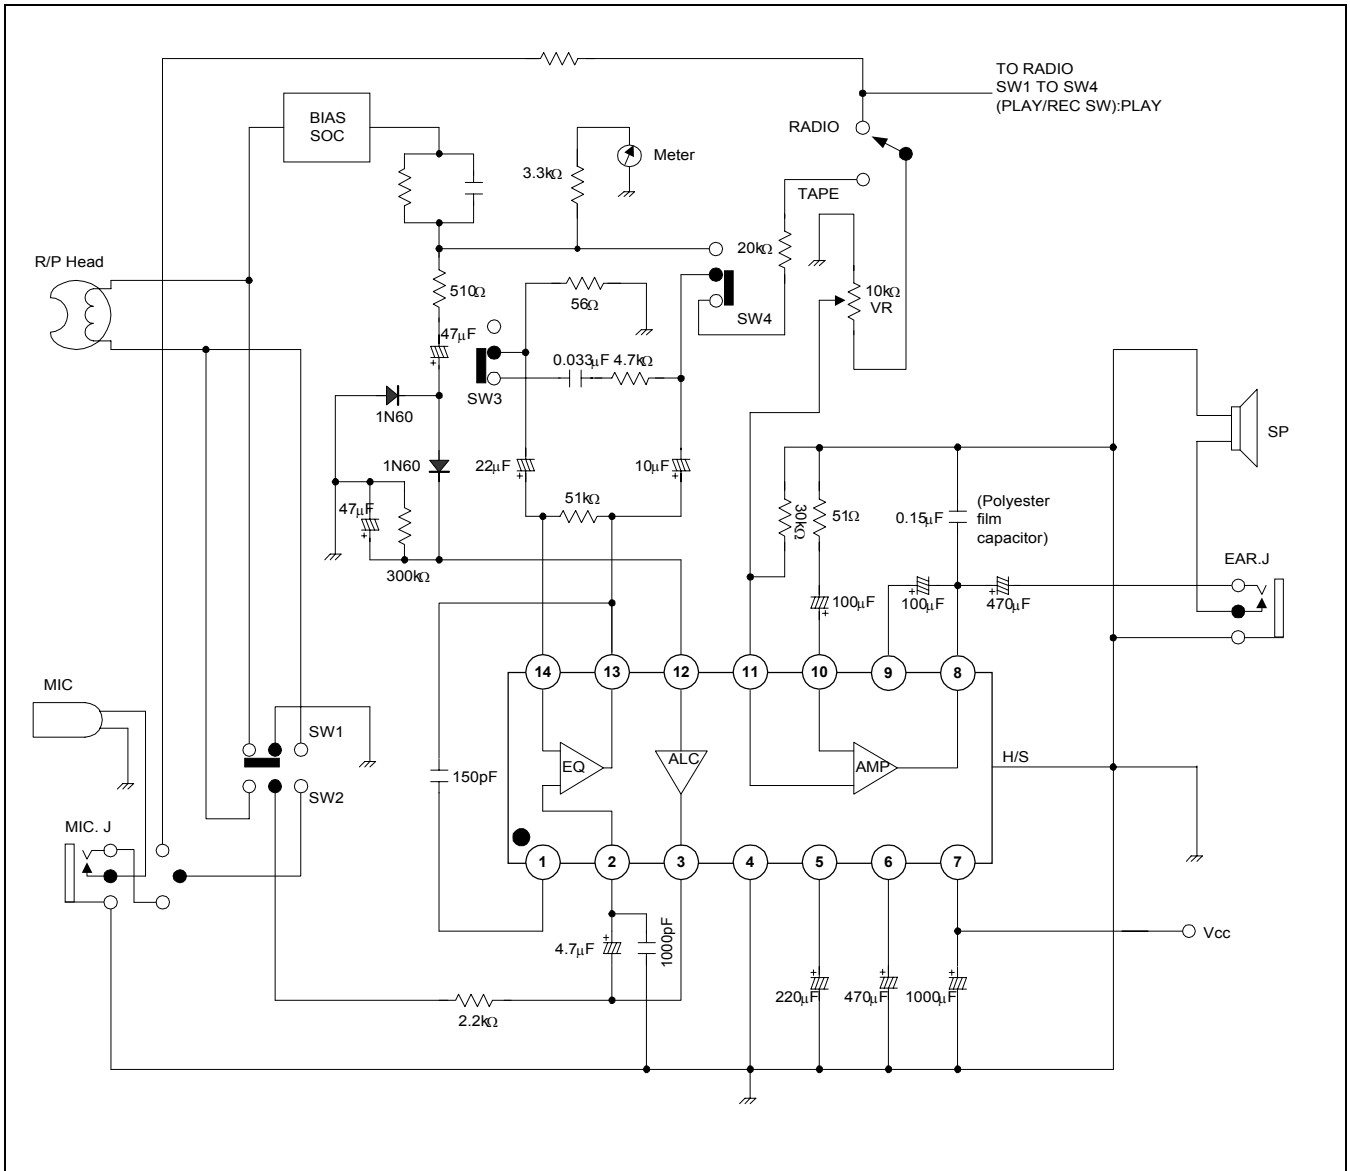 TO RADIO
SW1 TO SW4
(PLAY/REC SW):PLAY
BIAS
SOC
RADIO
Meter
3.3kΩ
TAPE
20kΩ
R/P Head
510Ω
56Ω
10kΩ
VR
SW4
47µF
+
0.033µF
4.7kΩ
SW3
1N60
SP
1N60
22µF
+
10µF
+
51kΩ
47µF
+
30kΩ
51Ω
0.15µF
(Polyester
film
capacitor)
300kΩ
EAR.J
100µF
+
+
100µF
+
470µF
14
13
12
11
10
9
8
MIC
SW1
EQ
ALC
AMP
H/S
150pF
SW2
MIC. J
1
2
3
4
5
6
7
+
4.7µF
1000pF
Vcc
+
220µF
+
470µF
+
1000µF
2.2kΩ